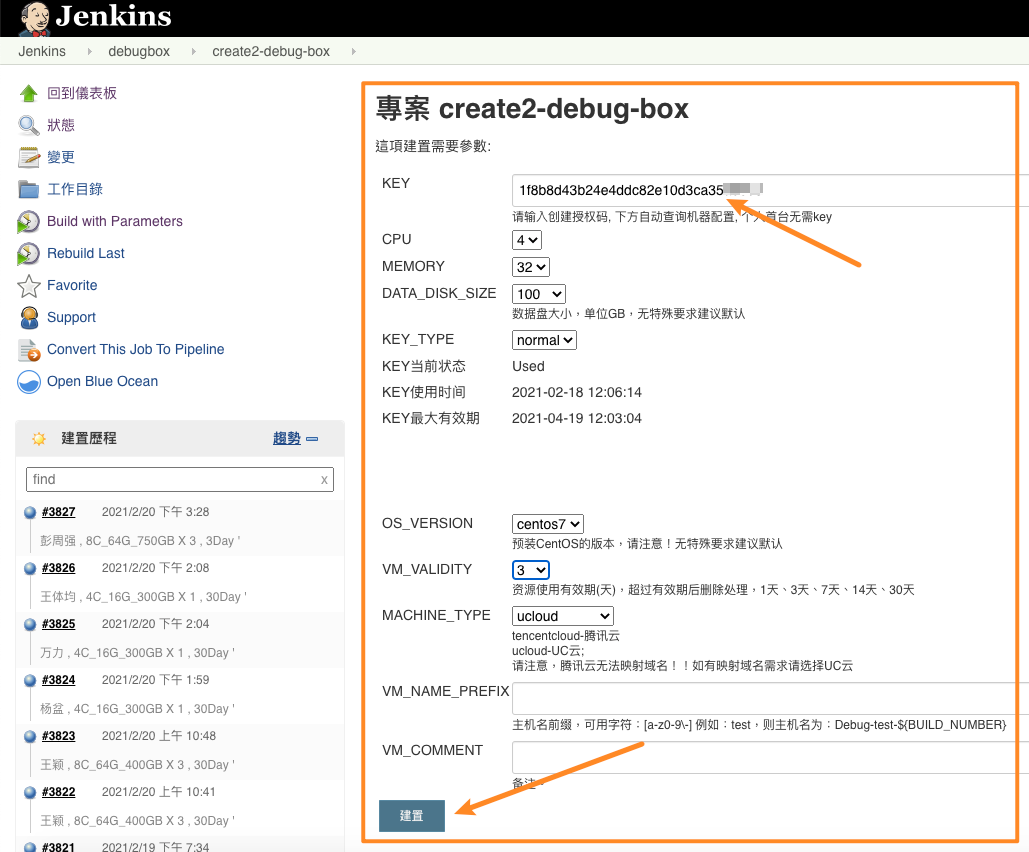 Jenkins
Jenkins debugbox create2-debug-box
回到儀表板
狀態
變更
工作目錄
Build with Parameters
Rebuild Last
Favorite
Support
Convert This Job To Pipeline
Open Blue Ocean
建置歷程 趨勢
find x
#3827 2021/2/20 下午 3:28
彭周强 , 8C_64G_750GB X 3 , 3Day '
#3826 2021/2/20 下午 2:08
王体均 , 4C_16G_300GB X 1 , 30Day '
#3825 2021/2/20 下午 2:04
万力 , 4C_16G_300GB X 1 , 30Day '
#3824 2021/2/20 下午 1:59
杨盆 , 4C_16G_300GB X 1 , 30Day '
#3823 2021/2/20 上午 10:48
王颖 , 8C_64G_400GB X 3 , 30Day '
#3822 2021/2/20 上午 10:41
王颖 , 8C_64G_400GB X 3 , 30Day '
#3821 2021/2/19 下午 7:34
專案 create2-debug-box
這項建置需要參數:
KEY 1f8b8d43b24e4ddc82e10d3ca35
请输入创建授权码, 下方自动查询机器配置, 个人首台无需key
CPU 4
MEMORY 32
DATA_DISK_SIZE 100
数据盘大小，单位GB，无特殊要求建议默认
KEY_TYPE normal
KEY当前状态 Used
KEY使用时间 2021-02-18 12:06:14
KEY最大有效期 2021-04-19 12:03:04
OS_VERSION centos7
预装CentOS的版本，请注意！无特殊要求建议默认
VM_VALIDITY 3
资源使用有效期(天)，超过有效期后删除处理，1天、3天、7天、14天、30天
MACHINE_TYPE ucloud
tencentcloud-腾讯云
ucloud-UC云;
请注意，腾讯云无法映射域名！！如有映射域名需求请选择UC云
VM_NAME_PREFIX
主机名前缀，可用字符：[a-z0-9\-] 例如：test，则主机名为：Debug-test-${BUILD_NUMBER}
VM_COMMENT
备注。
建置